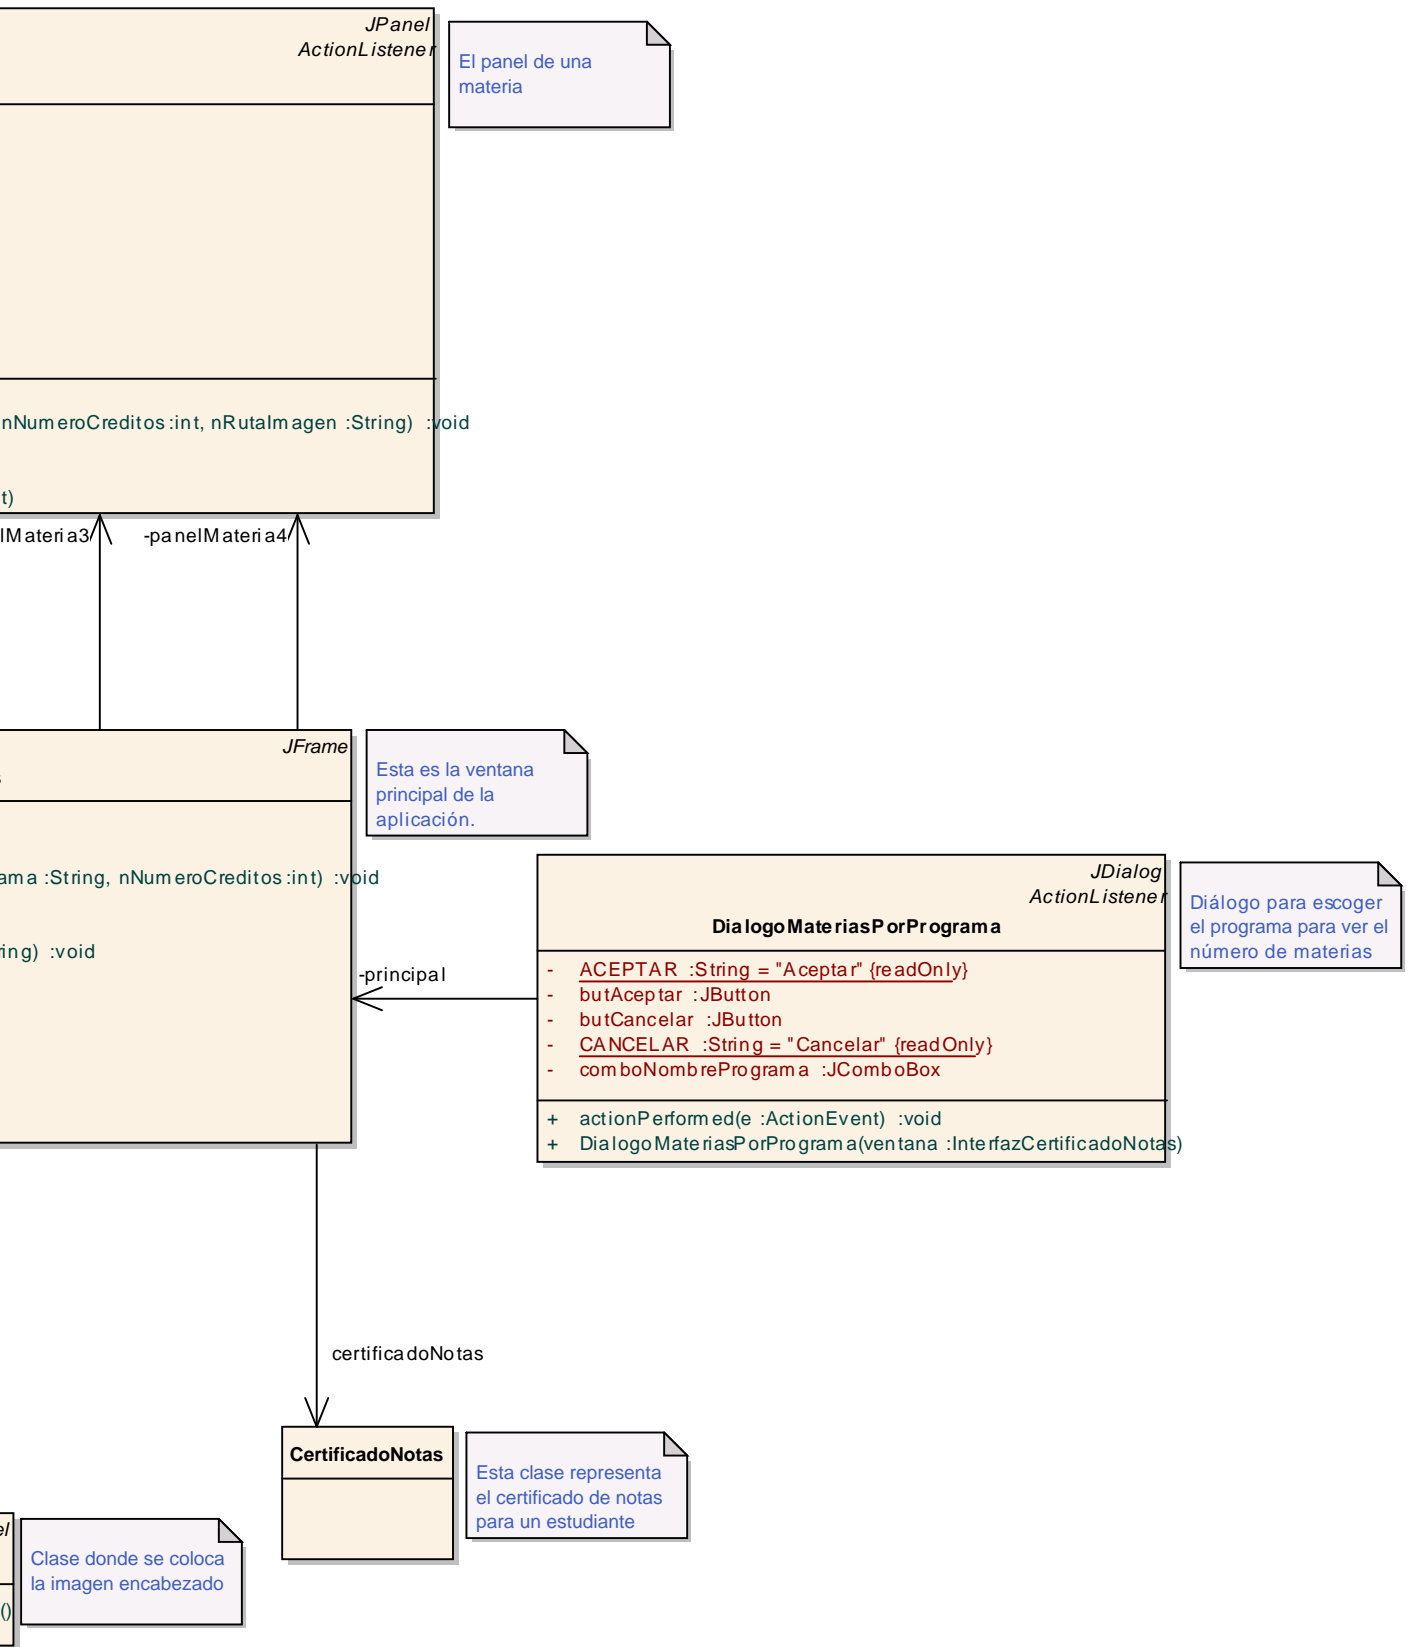 JPanel
ActionListener
El panel de una
materia
nNumeroCreditos :int, nRutaImagen :String) :void
t)
lMateria3
-panelMateria4
JFrame
s
Esta es la ventana
principal de la
aplicación.
ama :String, nNumeroCreditos :int) :void
ring) :void
-principal
JDialog
ActionListener
DialogoMateriasPorPrograma
- ACEPTAR :String = "Aceptar" {readOnly}
- butAceptar :JButton
- butCancelar :JButton
- CANCELAR :String = "Cancelar" {readOnly}
- comboNombrePrograma :JComboBox
+ actionPerformed(e :ActionEvent) :void
+ DialogoMateriasPorPrograma(ventana :InterfazCertificadoNotas)
Diálogo para escoger
el programa para ver el
número de materias
certificadoNotas
CertificadoNotas
Esta clase representa
el certificado de notas
para un estudiante
el
()
Clase donde se coloca
la imagen encabezado